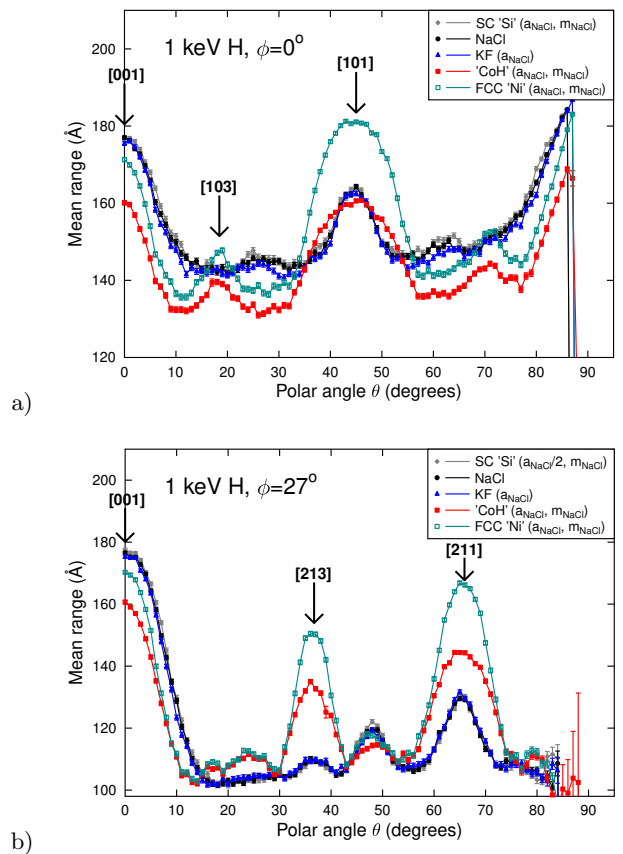 210
200
180
160
140
120
Mean range (Å)
1 keV H, ϕ=0°
[001]
[103]
[101]
SC 'Si' (a_NaCl, m_NaCl)
NaCl
KF (a_NaCl)
'CoH' (a_NaCl, m_NaCl)
FCC 'Ni' (a_NaCl, m_NaCl)
0 10 20 30 40 50 60 70 80 90
Polar angle θ (degrees)
a)
200
180
160
140
120
100
Mean range (Å)
1 keV H, ϕ=27°
[001]
[213]
[211]
SC 'Si' (a_NaCl/2, m_NaCl)
NaCl
KF (a_NaCl)
'CoH' (a_NaCl, m_NaCl)
FCC 'Ni' (a_NaCl, m_NaCl)
0 10 20 30 40 50 60 70 80 90
Polar angle θ (degrees)
b)